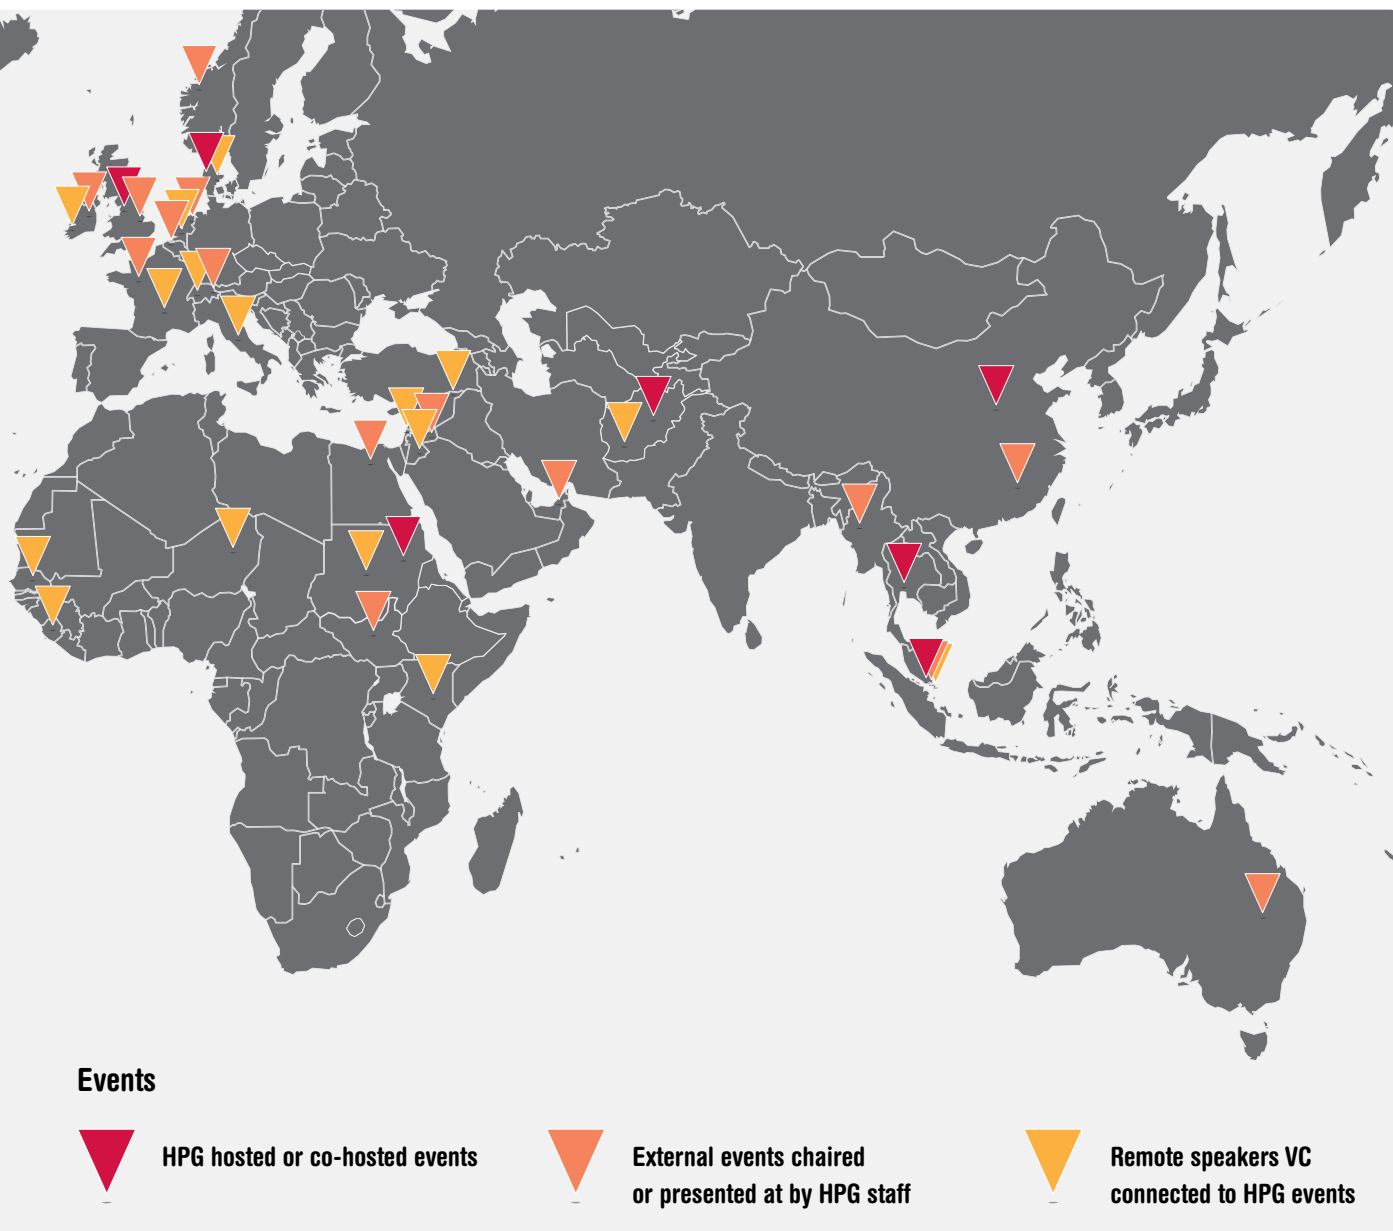 Events
HPG hosted or co-hosted events
External events chaired
or presented at by HPG staff
Remote speakers VC
connected to HPG events